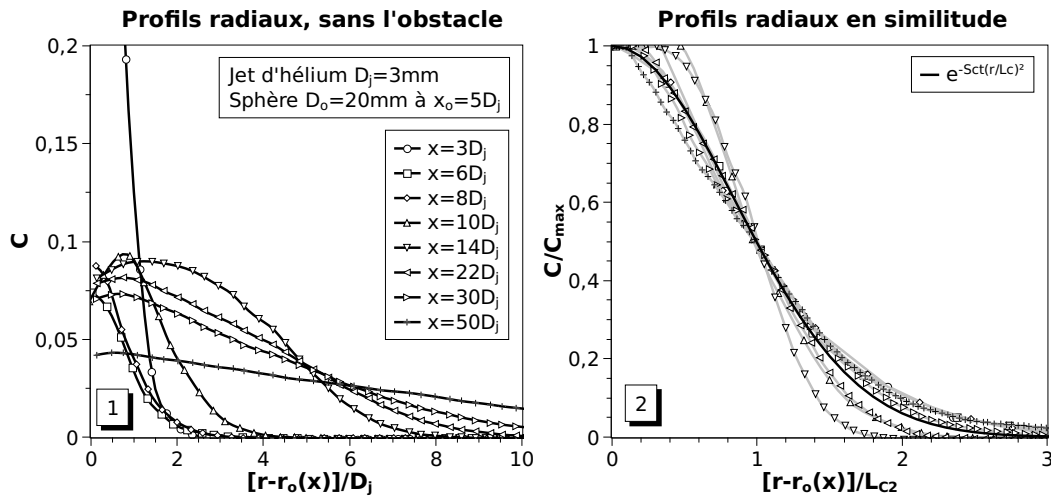 Profils radiaux, sans l'obstacle
0,2
0,15
0,1
0,05
0
C
Jet d'hélium Dj=3mm
Sphère Do=20mm à xo=5Dj
x=3Dj
x=6Dj
x=8Dj
x=10Dj
x=14Dj
x=22Dj
x=30Dj
x=50Dj
1
0 2 4 6 8 10
[r-ro(x)]/Dj
Profils radiaux en similitude
1
0,8
0,6
0,4
0,2
0
C/Cmax
e-Sct(r/Lc)²
2
0 1 2 3
[r-ro(x)]/LC2